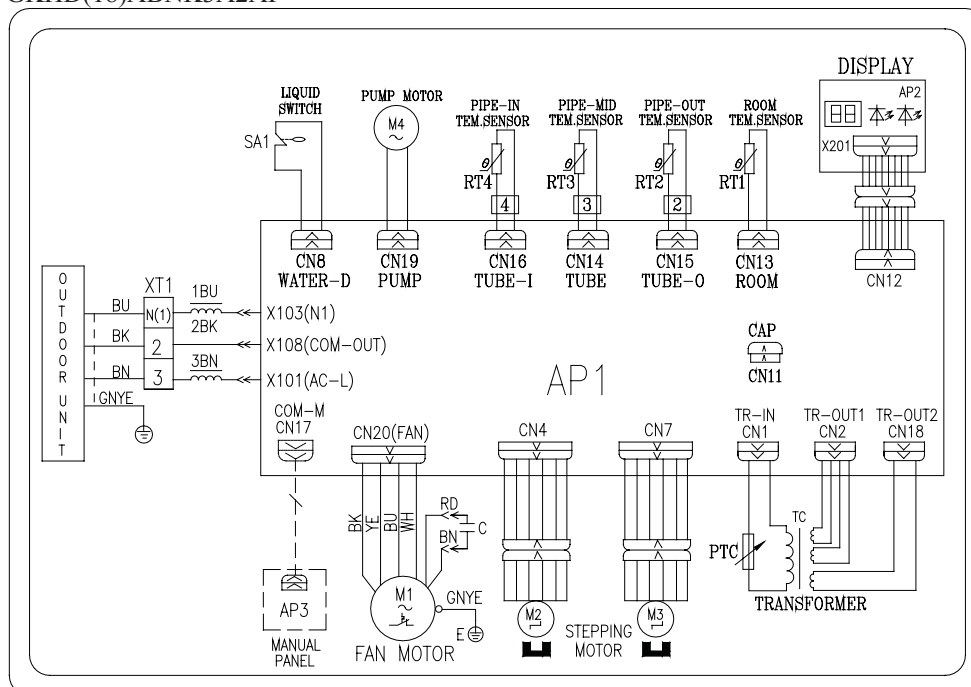 DISPLAY
AP2
X201
LIQUID
SWITCH
SA1
PUMP MOTOR
M4
PIPE-IN
TEM.SENSOR
θ
RT4
4
PIPE-MID
TEM.SENSOR
θ
RT3
3
PIPE-OUT
TEM.SENSOR
θ
RT2
2
ROOM
TEM.SENSOR
θ
RT1
CN8
WATER-D
CN19
PUMP
CN16
TUBE-I
CN14
TUBE
CN15
TUBE-O
CN13
ROOM
CN12
OUTDOOR UNIT
BU
BK
BN
GNYE
XT1
N(1)
2
3
1BU
2BK
3BN
X103(N1)
X108(COM-OUT)
X101(AC-L)
AP1
CAP
CN11
COM-M
CN17
CN20(FAN)
CN4
CN7
TR-IN
CN1
TR-OUT1
CN2
TR-OUT2
CN18
BK
YE
BU
WH
RD
BN
C
M1
GNYE
E
FAN MOTOR
AP3
MANUAL
PANEL
M2
STEPPING
MOTOR
M3
PTC
TC
TRANSFORMER